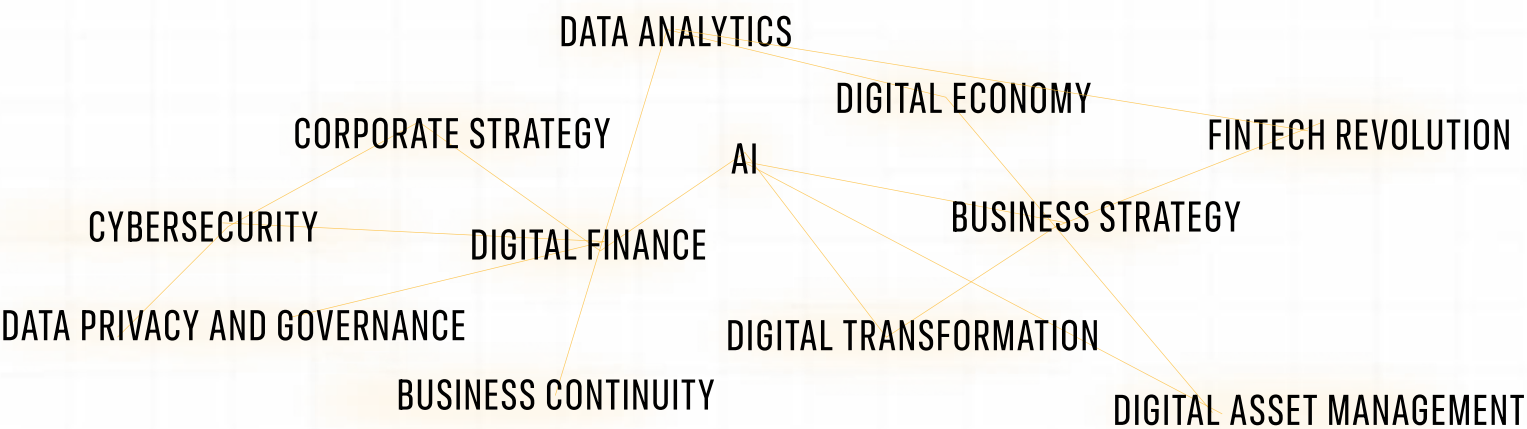 DATA ANALYTICS
DIGITAL ECONOMY
CORPORATE STRATEGY
FINTECH REVOLUTION
AI
BUSINESS STRATEGY
CYBERSECURITY
DIGITAL FINANCE
DATA PRIVACY AND GOVERNANCE
DIGITAL TRANSFORMATION
BUSINESS CONTINUITY
DIGITAL ASSET MANAGEMENT